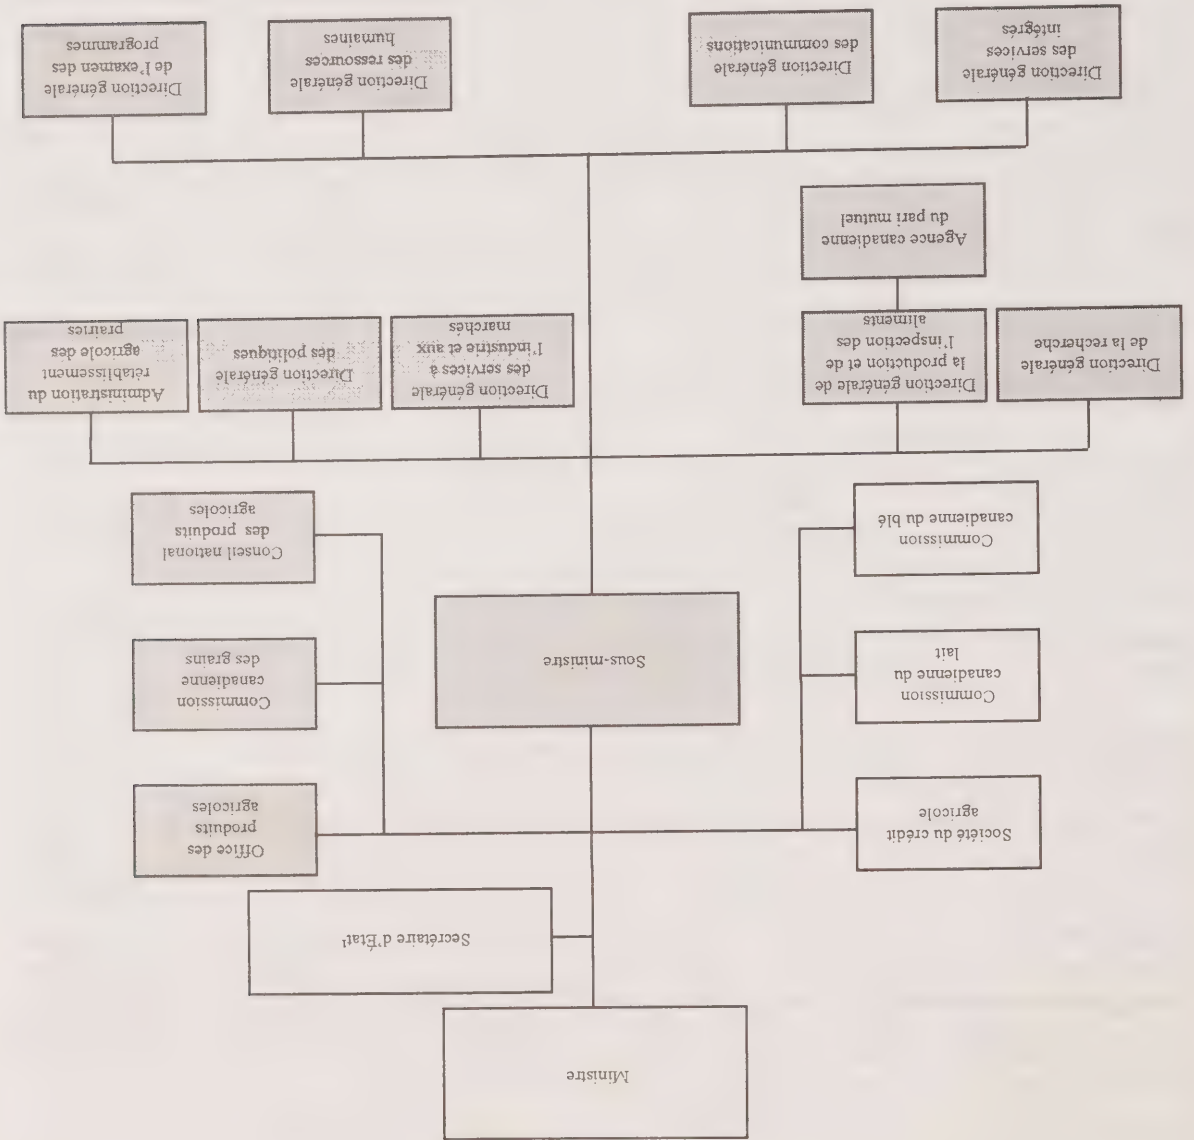 Ministre
Secrétaire d'État¹
Société du crédit
agricole
Office des
produits
agricoles
Commission
canadienne du
lait
Commission
canadienne
des grains
Commission
canadienne du blé
Conseil national
des produits
agricoles
Sous-ministre
Direction générale
de la recherche
Direction générale de
la production et de
l'inspection des
aliments
Direction générale
des services à
l'industrie et aux
marchés
Direction générale
des politiques
Administration du
rétablissement
agricole des
prairies
Agence canadienne
du pari mutuel
Direction générale
des services
intégrés
Direction générale
des communications
Direction générale
des ressources
humaines
Direction générale
de l'examen des
programmes